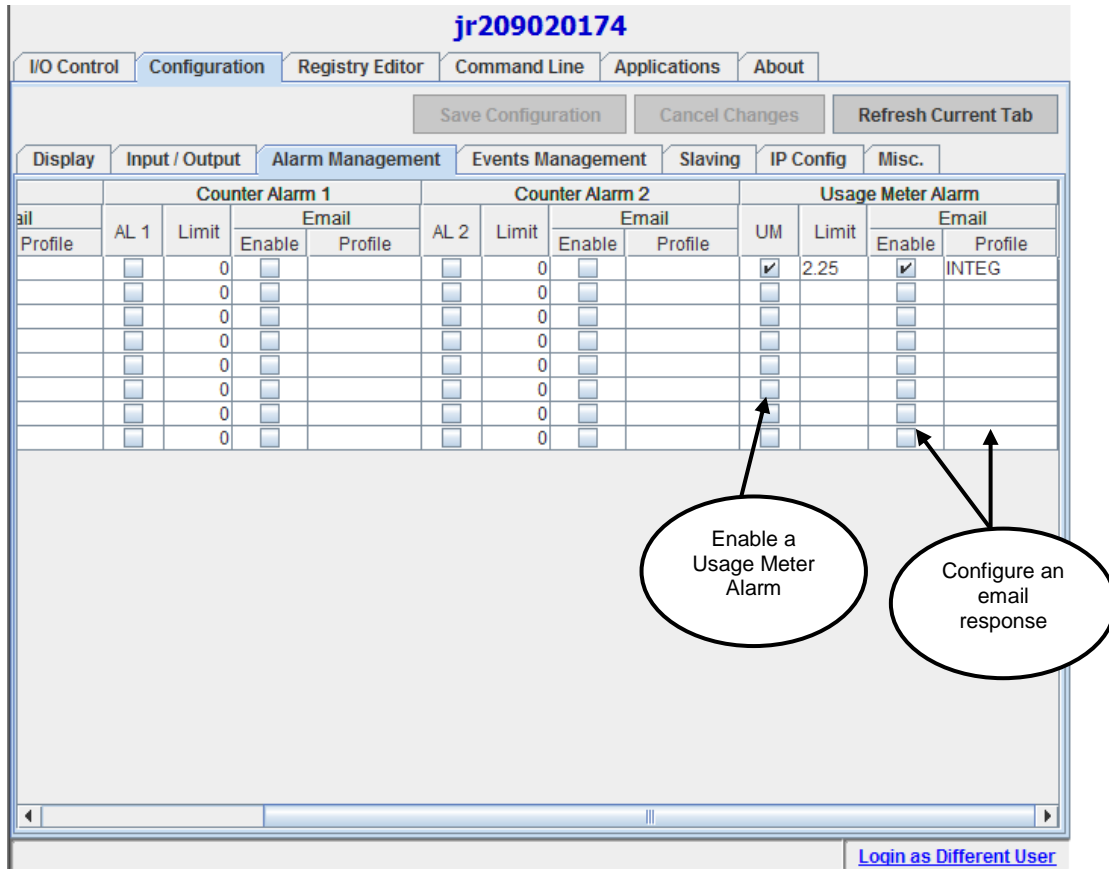 jr209020174
I/O Control Configuration Registry Editor Command Line Applications About
Save Configuration Cancel Changes Refresh Current Tab
Display Input / Output Alarm Management Events Management Slaving IP Config Misc.
Counter Alarm 1 Counter Alarm 2 Usage Meter Alarm
ail AL 1 Limit Email AL 2 Limit Email UM Limit Email
Profile Enable Profile Enable Profile Enable Profile
0 0 2.25 INTEG
0 0
0 0
0 0
0 0
0 0
0 0
0 0
Enable a
Usage Meter
Alarm
Configure an
email
response
Login as Different User